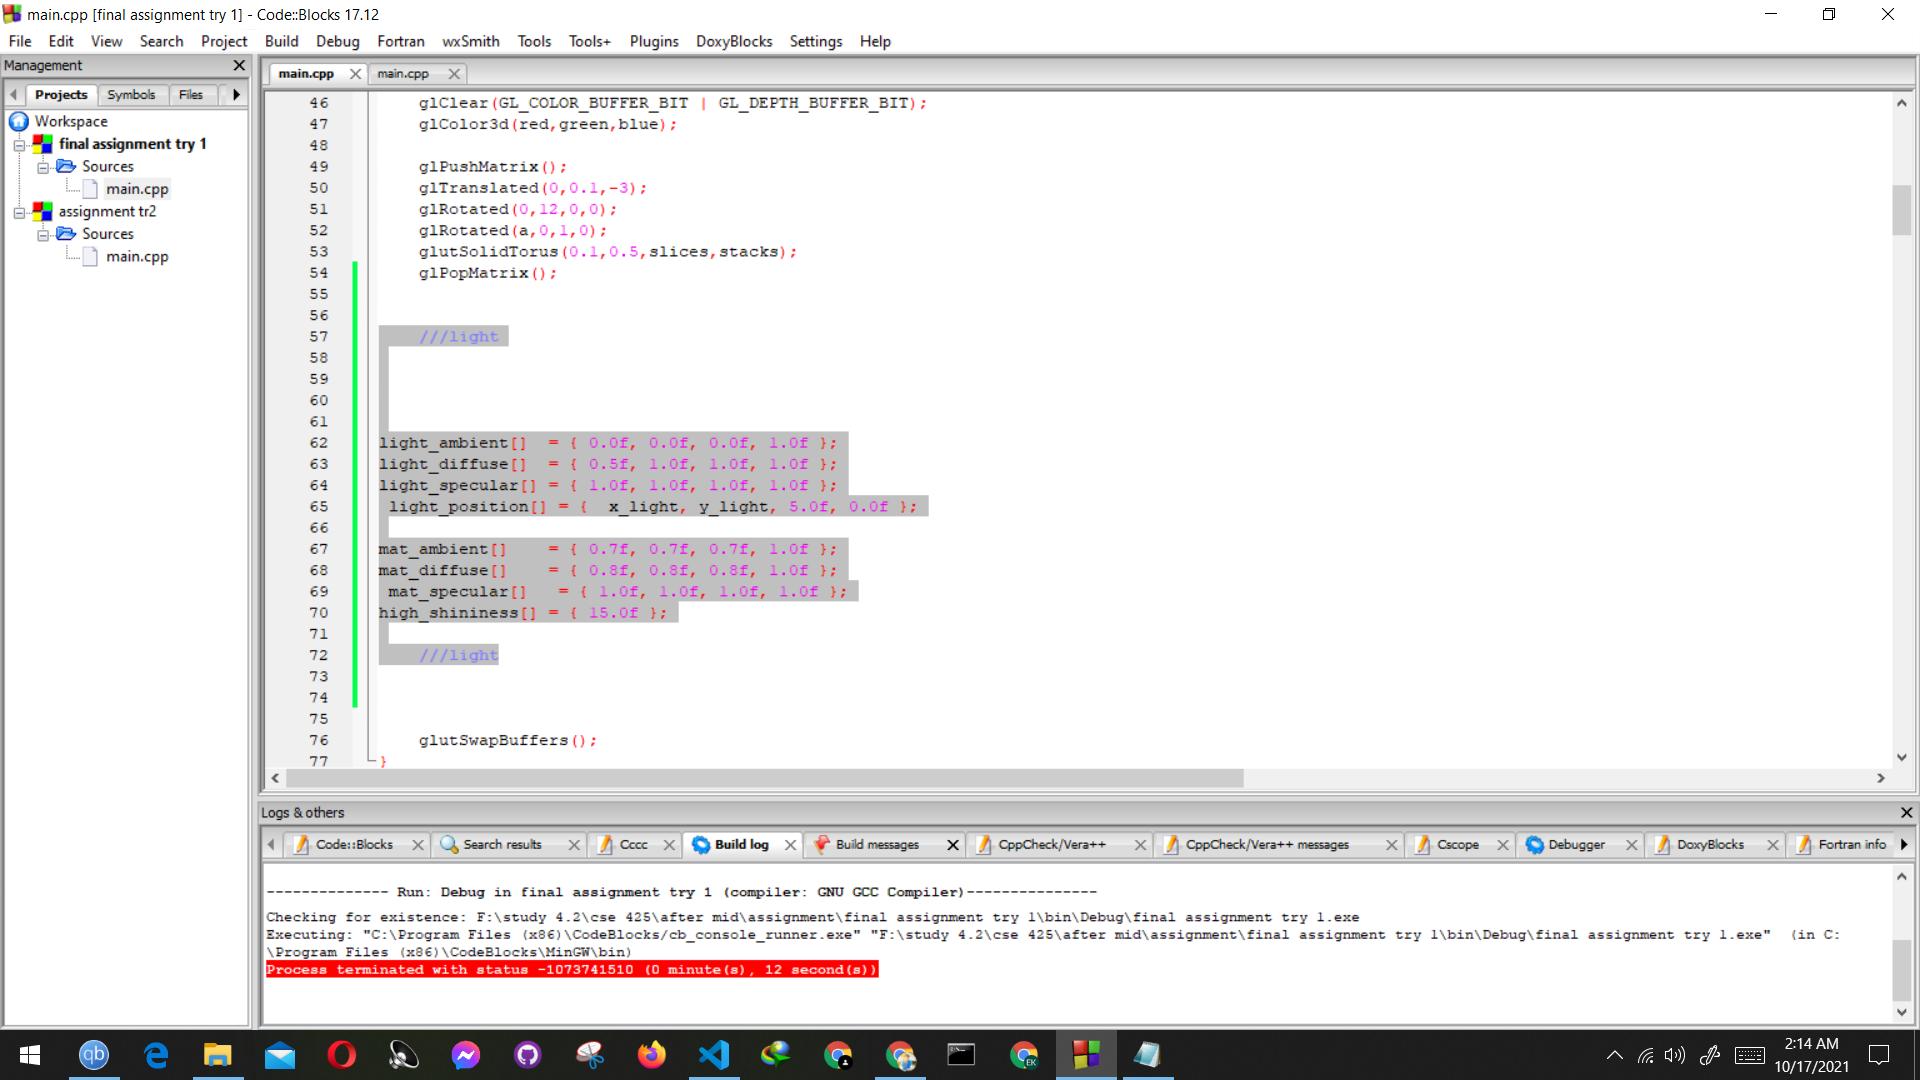 main.cpp [final assignment try 1] - Code::Blocks 17.12
File Edit View Search Project Build Debug Fortran wxSmith Tools Tools+ Plugins DoxyBlocks Settings Help
Management
Projects Symbols Files
Workspace
final assignment try 1
Sources
main.cpp
assignment tr2
Sources
main.cpp
main.cpp main.cpp
46 glClear(GL_COLOR_BUFFER_BIT | GL_DEPTH_BUFFER_BIT);
47 glColor3d(red,green,blue);
48
49 glPushMatrix();
50 glTranslated(0,0.1,-3);
51 glRotated(0,12,0,0);
52 glRotated(a,0,1,0);
53 glutSolidTorus(0.1,0.5,slices,stacks);
54 glPopMatrix();
55
56
57 ///light
58
59
60
61
62 light_ambient[] = { 0.0f, 0.0f, 0.0f, 1.0f };
63 light_diffuse[] = { 0.5f, 1.0f, 1.0f, 1.0f };
64 light_specular[] = { 1.0f, 1.0f, 1.0f, 1.0f };
65 light_position[] = { x_light, y_light, 5.0f, 0.0f };
66
67 mat_ambient[] = { 0.7f, 0.7f, 0.7f, 1.0f };
68 mat_diffuse[] = { 0.8f, 0.8f, 0.8f, 1.0f };
69 mat_specular[] = { 1.0f, 1.0f, 1.0f, 1.0f };
70 high_shininess[] = { 15.0f };
71
72 ///light
73
74
75
76 glutSwapBuffers();
77 }
Logs & others
Code::Blocks Search results Cccc Build log Build messages CppCheck/Vera++ CppCheck/Vera++ messages Cscope Debugger DoxyBlocks Fortran info
-------------- Run: Debug in final assignment try 1 (compiler: GNU GCC Compiler)---------------
Checking for existence: F:\study 4.2\cse 425\after mid\assignment\final assignment try 1\bin\Debug\final assignment try 1.exe
Executing: "C:\Program Files (x86)\CodeBlocks/cb_console_runner.exe" "F:\study 4.2\cse 425\after mid\assignment\final assignment try 1\bin\Debug\final assignment try 1.exe" (in C:
\Program Files (x86)\CodeBlocks\MinGW\bin)
Process terminated with status -1073741510 (0 minute(s), 12 second(s))
qb
EK
2:14 AM
10/17/2021